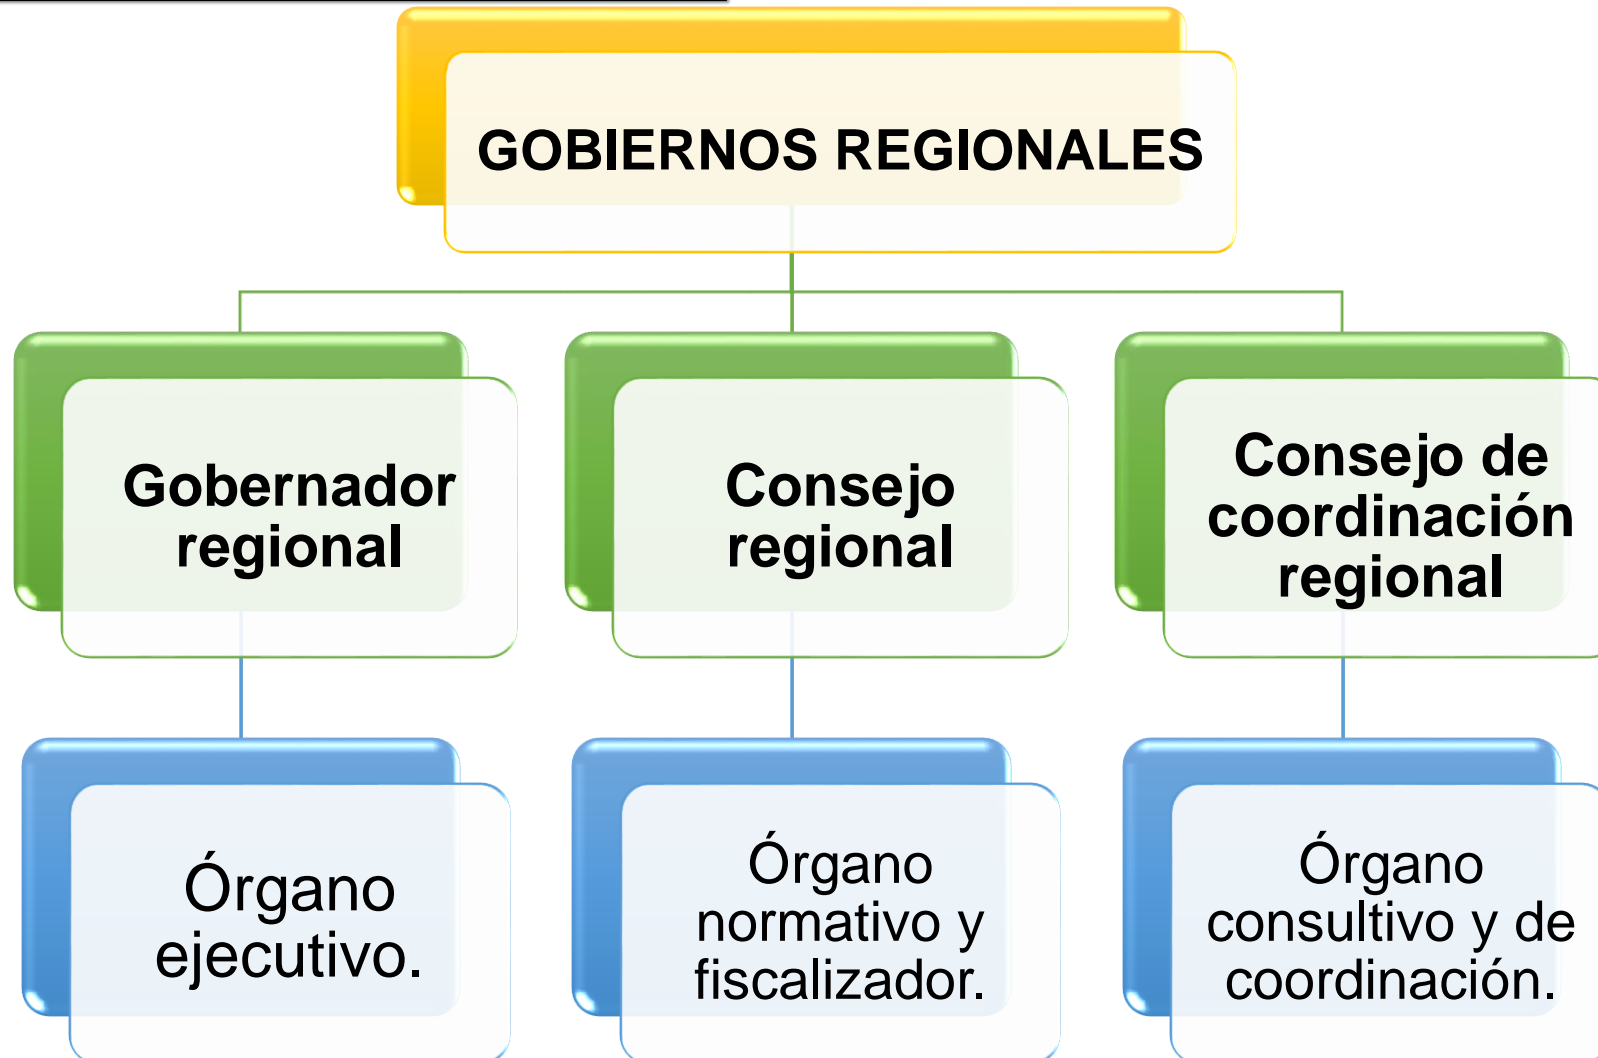 GOBIERNOS REGIONALES
Gobernador
regional
Consejo
regional
Consejo de
coordinación
regional
Órgano
ejecutivo.
Órgano
normativo y
fiscalizador.
Órgano
consultivo y de
coordinación.